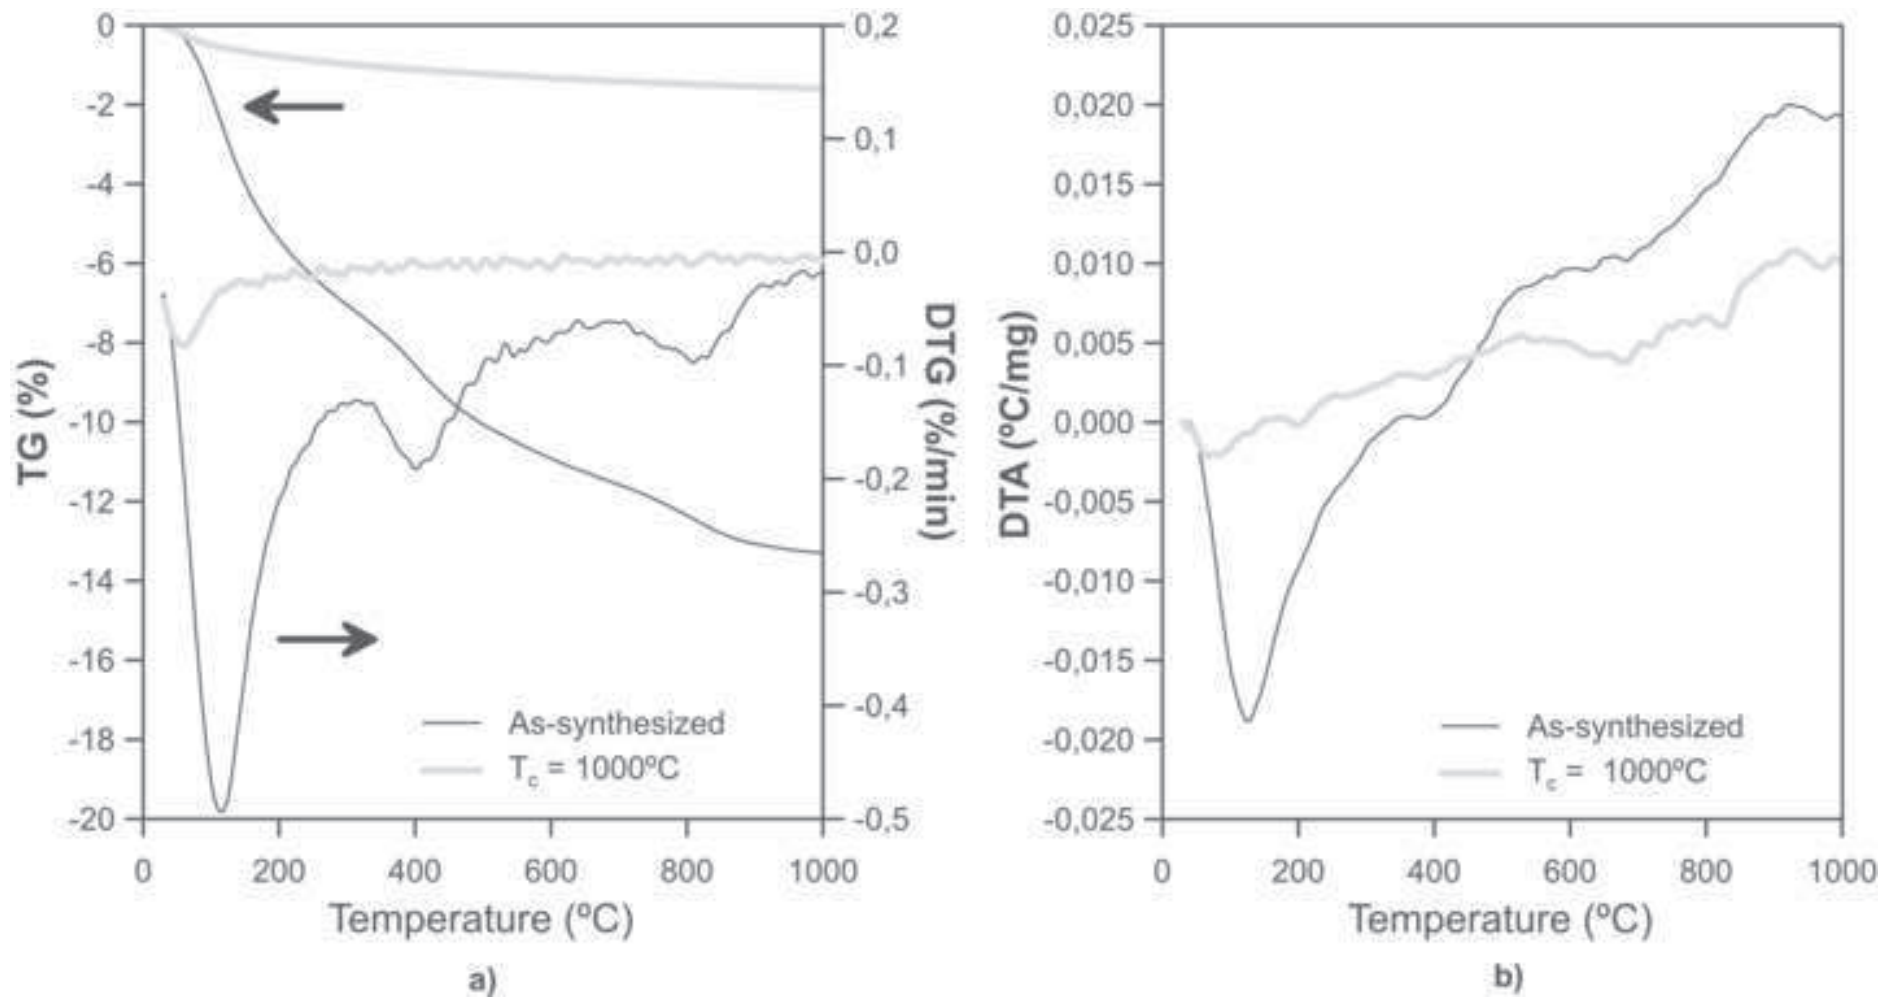 0
-2
-4
-6
-8
-10
-12
-14
-16
-18
-20
TG (%)
0,2
0,1
0,0
-0,1
-0,2
-0,3
-0,4
-0,5
DTG (%/min)
As-synthesized
Tc = 1000ºC
0 200 400 600 800 1000
Temperature (ºC)
a)
0,025
0,020
0,015
0,010
0,005
0,000
-0,005
-0,010
-0,015
-0,020
-0,025
DTA (ºC/mg)
As-synthesized
Tc = 1000ºC
0 200 400 600 800 1000
Temperature (ºC)
b)